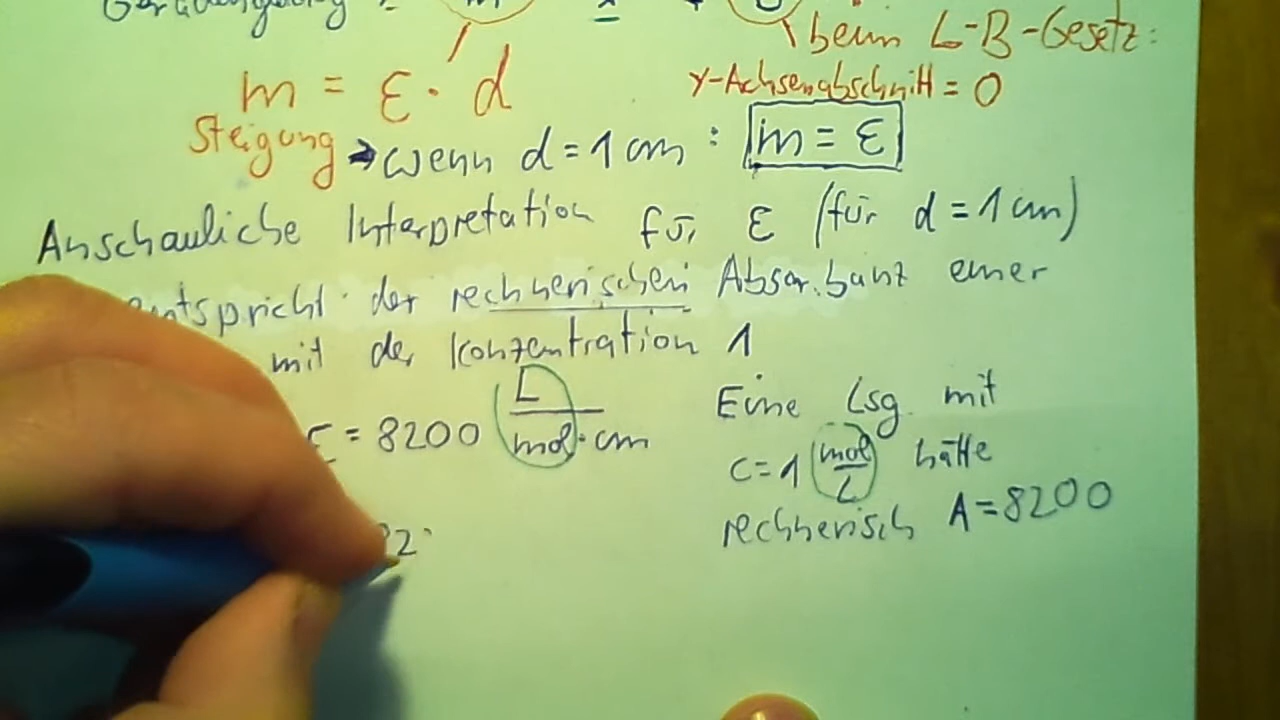 m x + b
beim L-B-Gesetz:
m = ε · d
y-Achsenabschnitt = 0
Steigung → wenn d = 1 cm : m = ε
Anschauliche Interpretation für ε (für d = 1 cm)
entspricht der rechnerischen Absorbanz einer
mit der Konzentration 1
ε = 8200 L / mol · cm
Eine Lsg. mit
c = 1 mol / L hätte
rechnerisch A = 8200